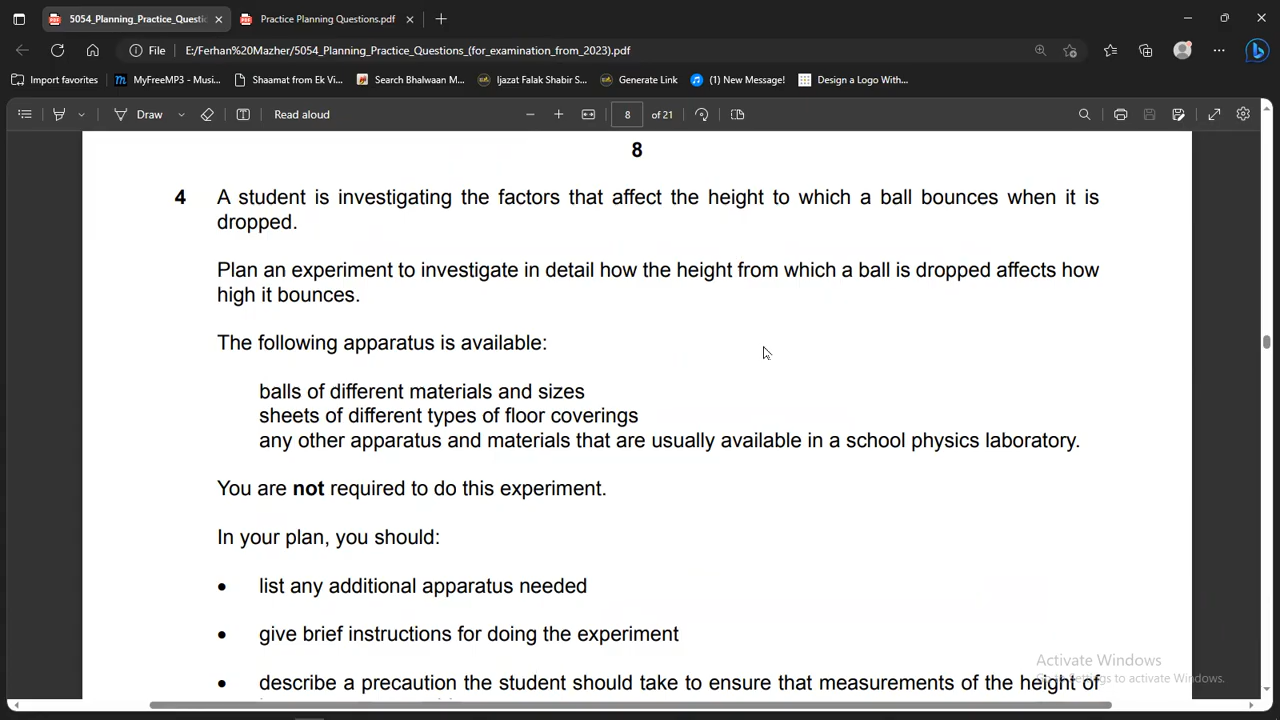 5054_Planning_Practice_Questic
Practice Planning Questions.pdf
File
E:/Ferhan%20Mazher/5054_Planning_Practice_Questions_(for_examination_from_2023).pdf
Import favorites
MyFreeMP3 - Musi...
Shaamat from Ek Vi...
Search Bhalwaan M...
Ijazat Falak Shabir S...
Generate Link
(1) New Message!
Design a Logo With...
Draw
Read aloud
8
of 21
8
4 A student is investigating the factors that affect the height to which a ball bounces when it is
dropped.
Plan an experiment to investigate in detail how the height from which a ball is dropped affects how
high it bounces.
The following apparatus is available:
balls of different materials and sizes
sheets of different types of floor coverings
any other apparatus and materials that are usually available in a school physics laboratory.
You are not required to do this experiment.
In your plan, you should:
• list any additional apparatus needed
• give brief instructions for doing the experiment
• describe a precaution the student should take to ensure that measurements of the height of
Activate Windows
Go to Settings to activate Windows.